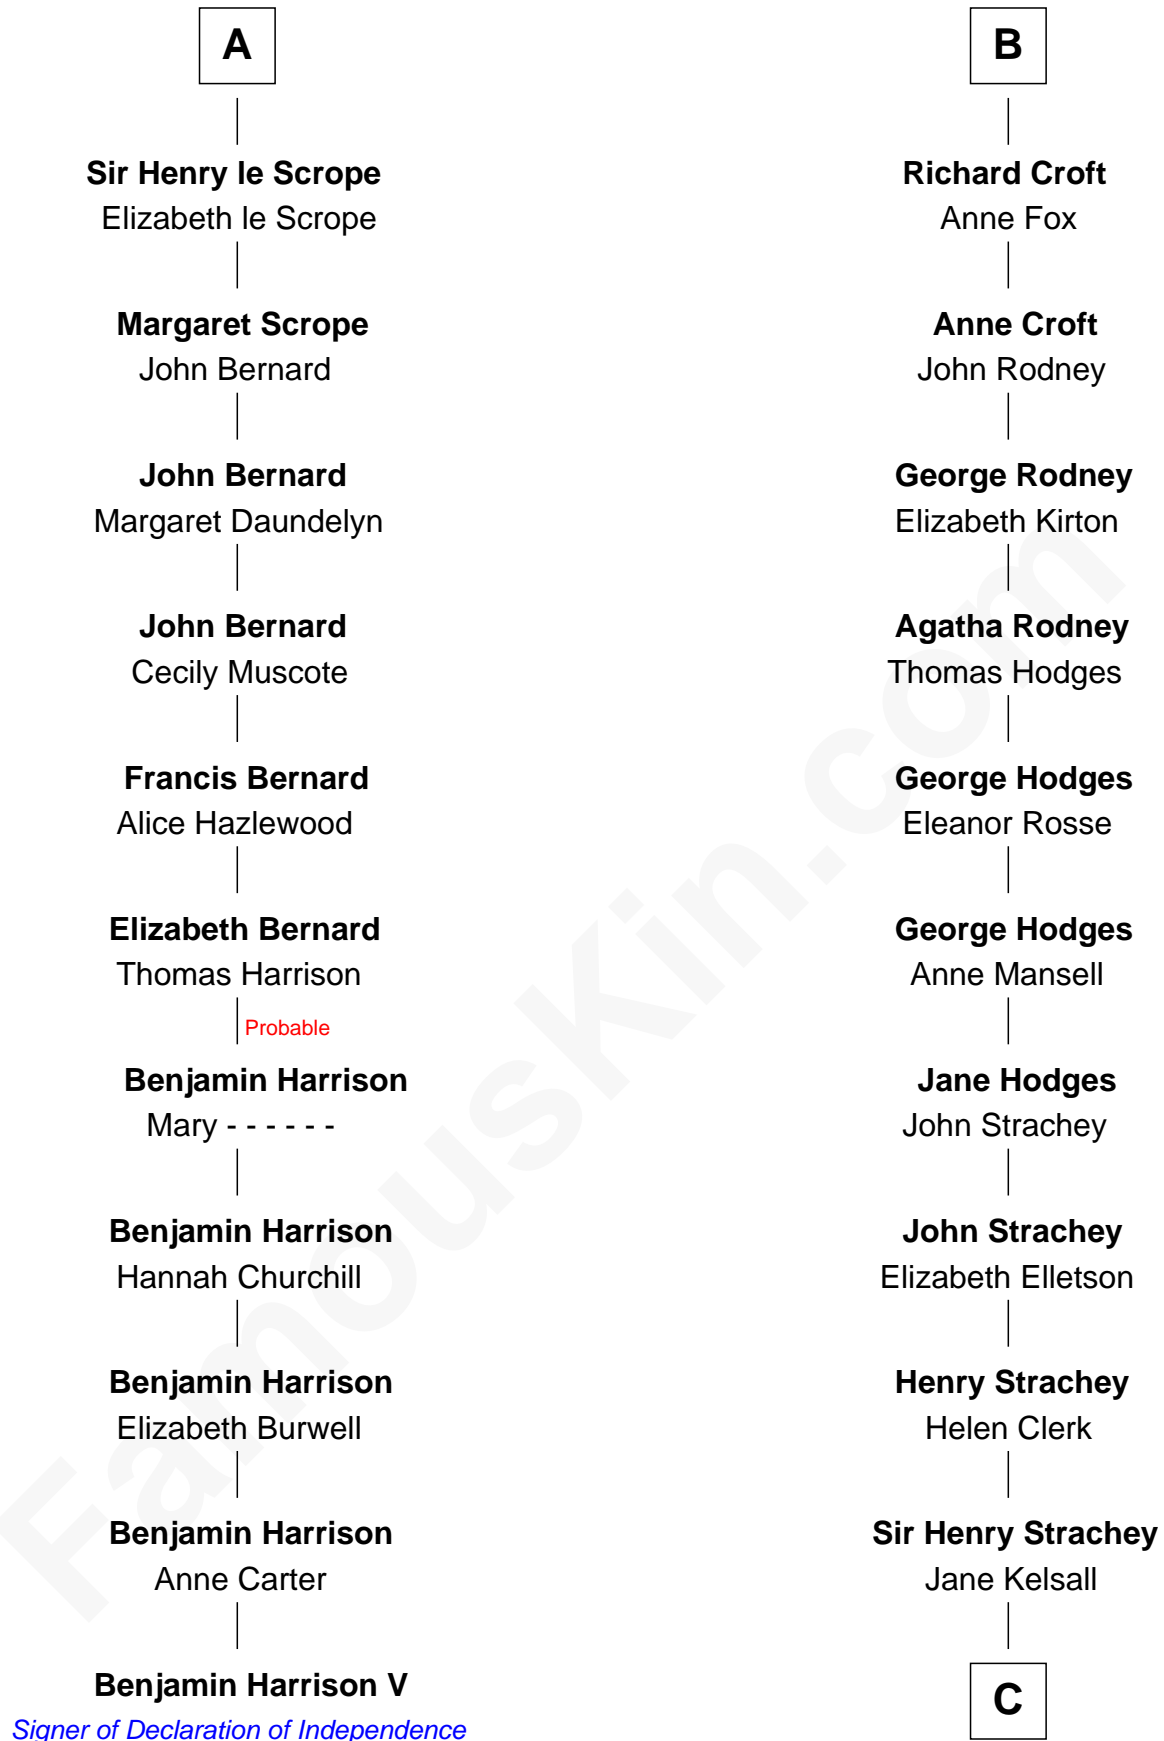 A
Sir Henry le Scrope
Elizabeth le Scrope
Margaret Scrope
John Bernard
John Bernard
Margaret Daundelyn
John Bernard
Cecily Muscote
Francis Bernard
Alice Hazlewood
Elizabeth Bernard
Thomas Harrison
Probable
Benjamin Harrison
Mary - - - - - -
Benjamin Harrison
Hannah Churchill
Benjamin Harrison
Elizabeth Burwell
Benjamin Harrison
Anne Carter
Benjamin Harrison V
Signer of Declaration of Independence
B
Richard Croft
Anne Fox
Anne Croft
John Rodney
George Rodney
Elizabeth Kirton
Agatha Rodney
Thomas Hodges
George Hodges
Eleanor Rosse
George Hodges
Anne Mansell
Jane Hodges
John Strachey
John Strachey
Elizabeth Elletson
Henry Strachey
Helen Clerk
Sir Henry Strachey
Jane Kelsall
C
FamousKin.com